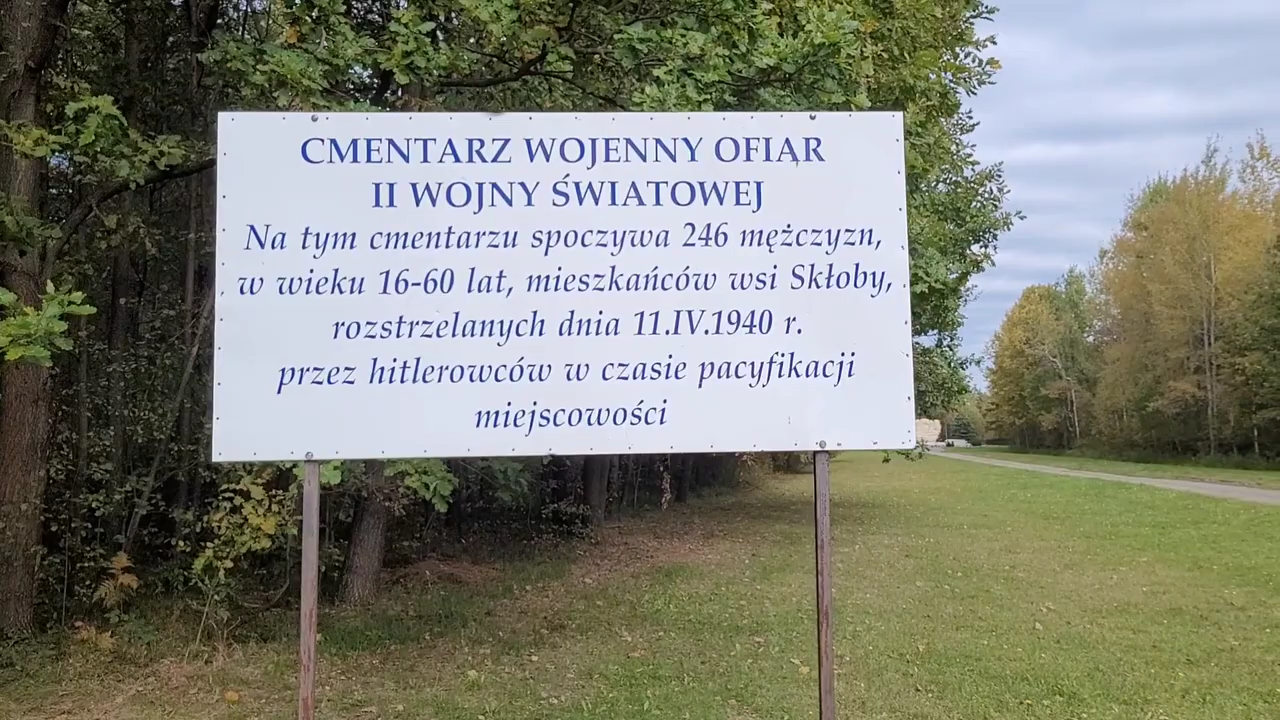 CMENTARZ WOJENNY OFIAR
II WOJNY ŚWIATOWEJ
Na tym cmentarzu spoczywa 246 mężczyzn,
w wieku 16-60 lat, mieszkańców wsi Skłoby,
rozstrzelanych dnia 11.IV.1940 r.
przez hitlerowców w czasie pacyfikacji
miejscowości